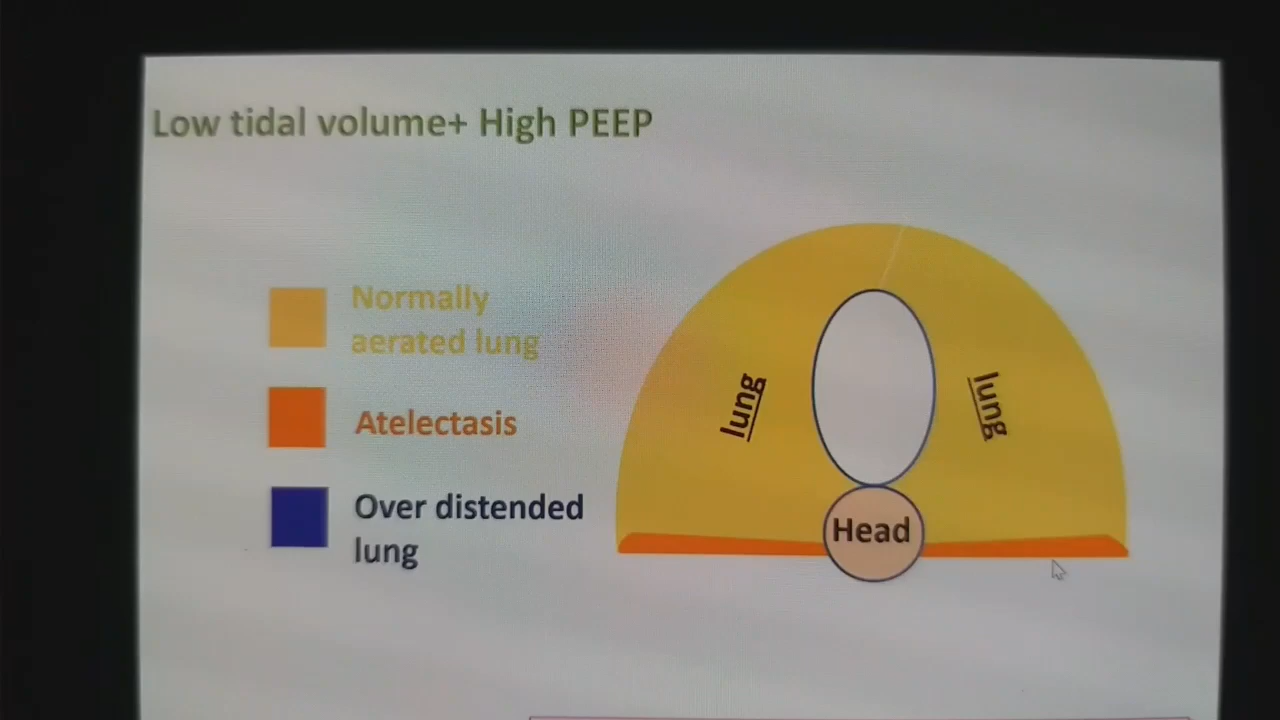 Low tidal volume+ High PEEP
Normally
aerated lung
Atelectasis
Over distended
lung
lung
lung
Head